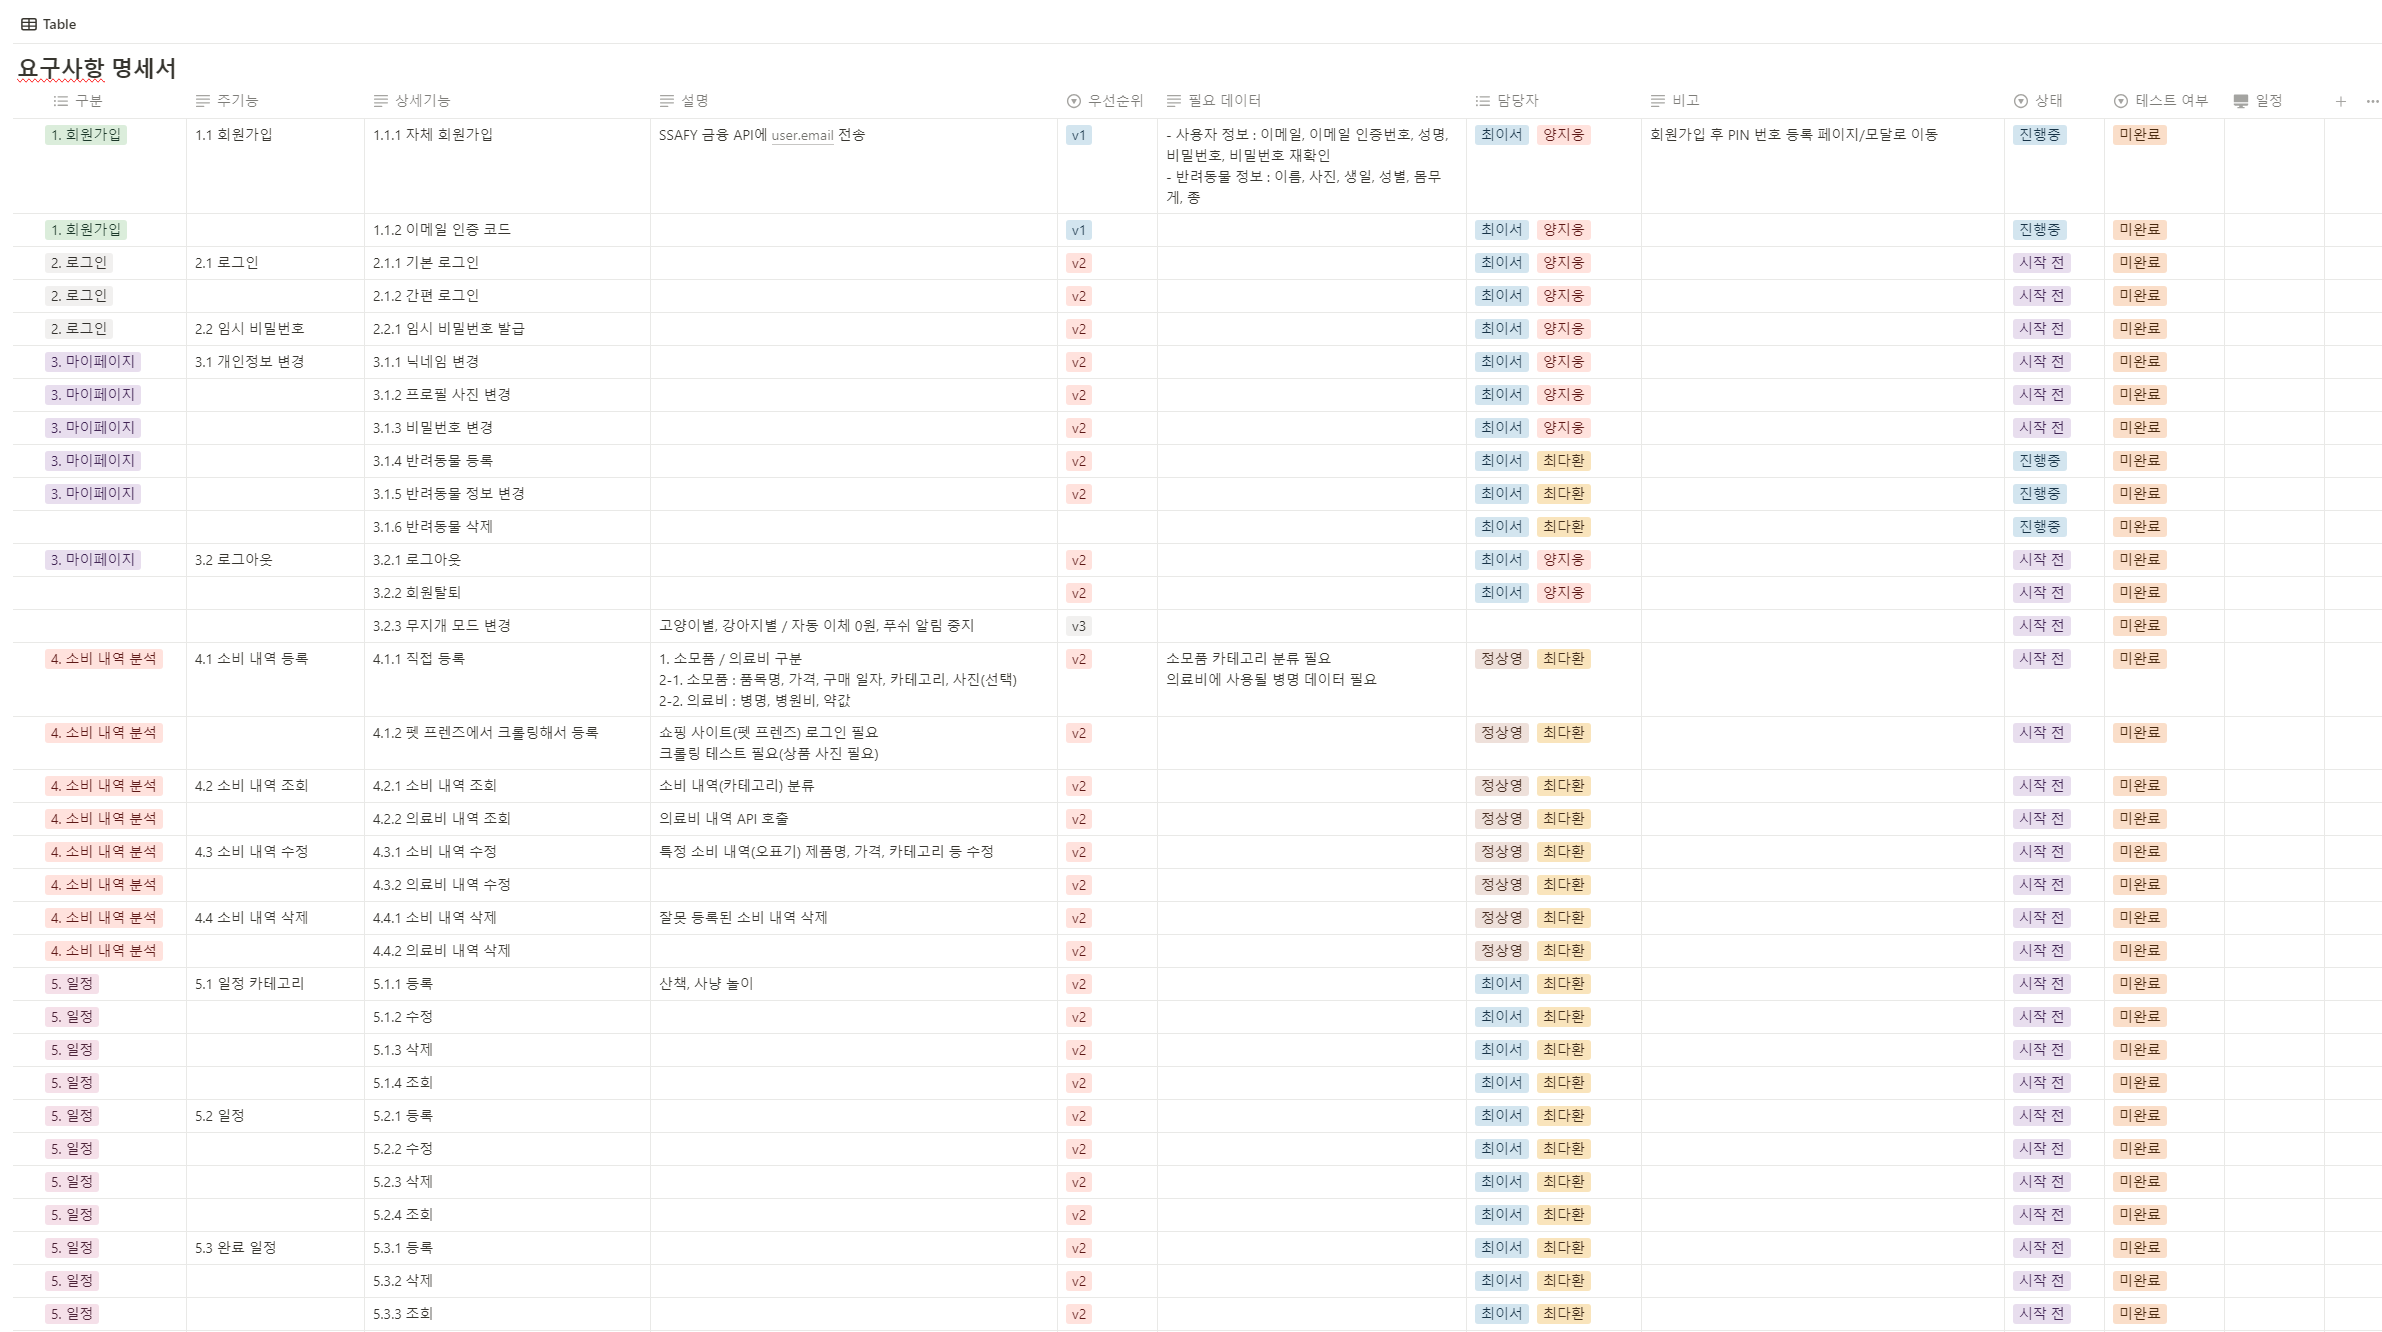 Table
요구사항 명세서
구분 주기능 상세기능 설명 우선순위 필요 데이터 담당자 비고 상태 테스트 여부 일정
1. 회원가입 1.1 회원가입 1.1.1 자체 회원가입 SSAFY 금융 API에 user.email 전송 v1 - 사용자 정보 : 이메일, 이메일 인증번호, 성명, 최이서 양지웅 회원가입 후 PIN 번호 등록 페이지/모달로 이동 진행중 미완료
비밀번호, 비밀번호 재확인
- 반려동물 정보 : 이름, 사진, 생일, 성별, 몸무
게, 종
1. 회원가입 1.1.2 이메일 인증 코드 v1 최이서 양지웅 진행중 미완료
2. 로그인 2.1 로그인 2.1.1 기본 로그인 v2 최이서 양지웅 시작 전 미완료
2. 로그인 2.1.2 간편 로그인 v2 최이서 양지웅 시작 전 미완료
2. 로그인 2.2 임시 비밀번호 2.2.1 임시 비밀번호 발급 v2 최이서 양지웅 시작 전 미완료
3. 마이페이지 3.1 개인정보 변경 3.1.1 닉네임 변경 v2 최이서 양지웅 시작 전 미완료
3. 마이페이지 3.1.2 프로필 사진 변경 v2 최이서 양지웅 시작 전 미완료
3. 마이페이지 3.1.3 비밀번호 변경 v2 최이서 양지웅 시작 전 미완료
3. 마이페이지 3.1.4 반려동물 등록 v2 최이서 최다환 진행중 미완료
3. 마이페이지 3.1.5 반려동물 정보 변경 v2 최이서 최다환 진행중 미완료
3.1.6 반려동물 삭제 최이서 최다환 진행중 미완료
3. 마이페이지 3.2 로그아웃 3.2.1 로그아웃 v2 최이서 양지웅 시작 전 미완료
3.2.2 회원탈퇴 v2 최이서 양지웅 시작 전 미완료
3.2.3 무지개 모드 변경 고양이별, 강아지별 / 자동 이체 0원, 푸쉬 알림 중지 v3 시작 전 미완료
4. 소비 내역 분석 4.1 소비 내역 등록 4.1.1 직접 등록 1. 소모품 / 의료비 구분 v2 소모품 카테고리 분류 필요 정상영 최다환 시작 전 미완료
2-1. 소모품 : 품목명, 가격, 구매 일자, 카테고리, 사진(선택) 의료비에 사용될 병명 데이터 필요
2-2. 의료비 : 병명, 병원비, 약값
4. 소비 내역 분석 4.1.2 펫 프렌즈에서 크롤링해서 등록 쇼핑 사이트(펫 프렌즈) 로그인 필요 v2 정상영 최다환 시작 전 미완료
크롤링 테스트 필요(상품 사진 필요)
4. 소비 내역 분석 4.2 소비 내역 조회 4.2.1 소비 내역 조회 소비 내역(카테고리) 분류 v2 정상영 최다환 시작 전 미완료
4. 소비 내역 분석 4.2.2 의료비 내역 조회 의료비 내역 API 호출 v2 정상영 최다환 시작 전 미완료
4. 소비 내역 분석 4.3 소비 내역 수정 4.3.1 소비 내역 수정 특정 소비 내역(오표기) 제품명, 가격, 카테고리 등 수정 v2 정상영 최다환 시작 전 미완료
4. 소비 내역 분석 4.3.2 의료비 내역 수정 v2 정상영 최다환 시작 전 미완료
4. 소비 내역 분석 4.4 소비 내역 삭제 4.4.1 소비 내역 삭제 잘못 등록된 소비 내역 삭제 v2 정상영 최다환 시작 전 미완료
4. 소비 내역 분석 4.4.2 의료비 내역 삭제 v2 정상영 최다환 시작 전 미완료
5. 일정 5.1 일정 카테고리 5.1.1 등록 산책, 사냥 놀이 v2 최이서 최다환 시작 전 미완료
5. 일정 5.1.2 수정 v2 최이서 최다환 시작 전 미완료
5. 일정 5.1.3 삭제 v2 최이서 최다환 시작 전 미완료
5. 일정 5.1.4 조회 v2 최이서 최다환 시작 전 미완료
5. 일정 5.2 일정 5.2.1 등록 v2 최이서 최다환 시작 전 미완료
5. 일정 5.2.2 수정 v2 최이서 최다환 시작 전 미완료
5. 일정 5.2.3 삭제 v2 최이서 최다환 시작 전 미완료
5. 일정 5.2.4 조회 v2 최이서 최다환 시작 전 미완료
5. 일정 5.3 완료 일정 5.3.1 등록 v2 최이서 최다환 시작 전 미완료
5. 일정 5.3.2 삭제 v2 최이서 최다환 시작 전 미완료
5. 일정 5.3.3 조회 v2 최이서 최다환 시작 전 미완료